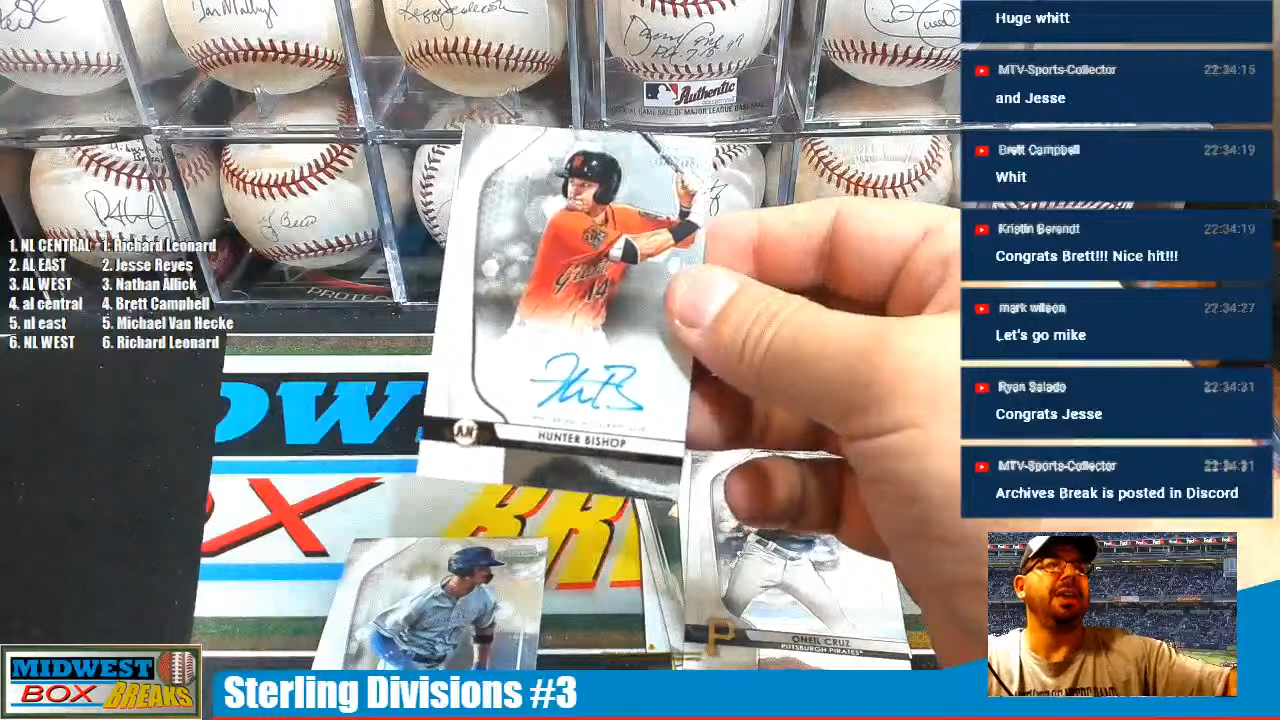 Authentic
1. NL CENTRAL 1. Richard Leonard
2. AL EAST 2. Jesse Reyes
3. AL WEST 3. Nathan Allick
4. al central 4. Brett Campbell
5. nl east 5. Michael Van Hecke
6. NL WEST 6. Richard Leonard
Giants
14
HUNTER BISHOP
OW
BOX
P
ONEIL CRUZ
PITTSBURGH PIRATES
Huge whitt
MTV-Sports-Collector 22:34:15
and Jesse
Brett Campbell 22:34:19
Whit
Kristin Berendt 22:34:19
Congrats Brett!!! Nice hit!!!
mark wilson 22:34:27
Let's go mike
Ryan Salado 22:34:31
Congrats Jesse
MTV-Sports-Collector 22:34:31
Archives Break is posted in Discord
MIDWEST
BOX BREAKS
Sterling Divisions #3